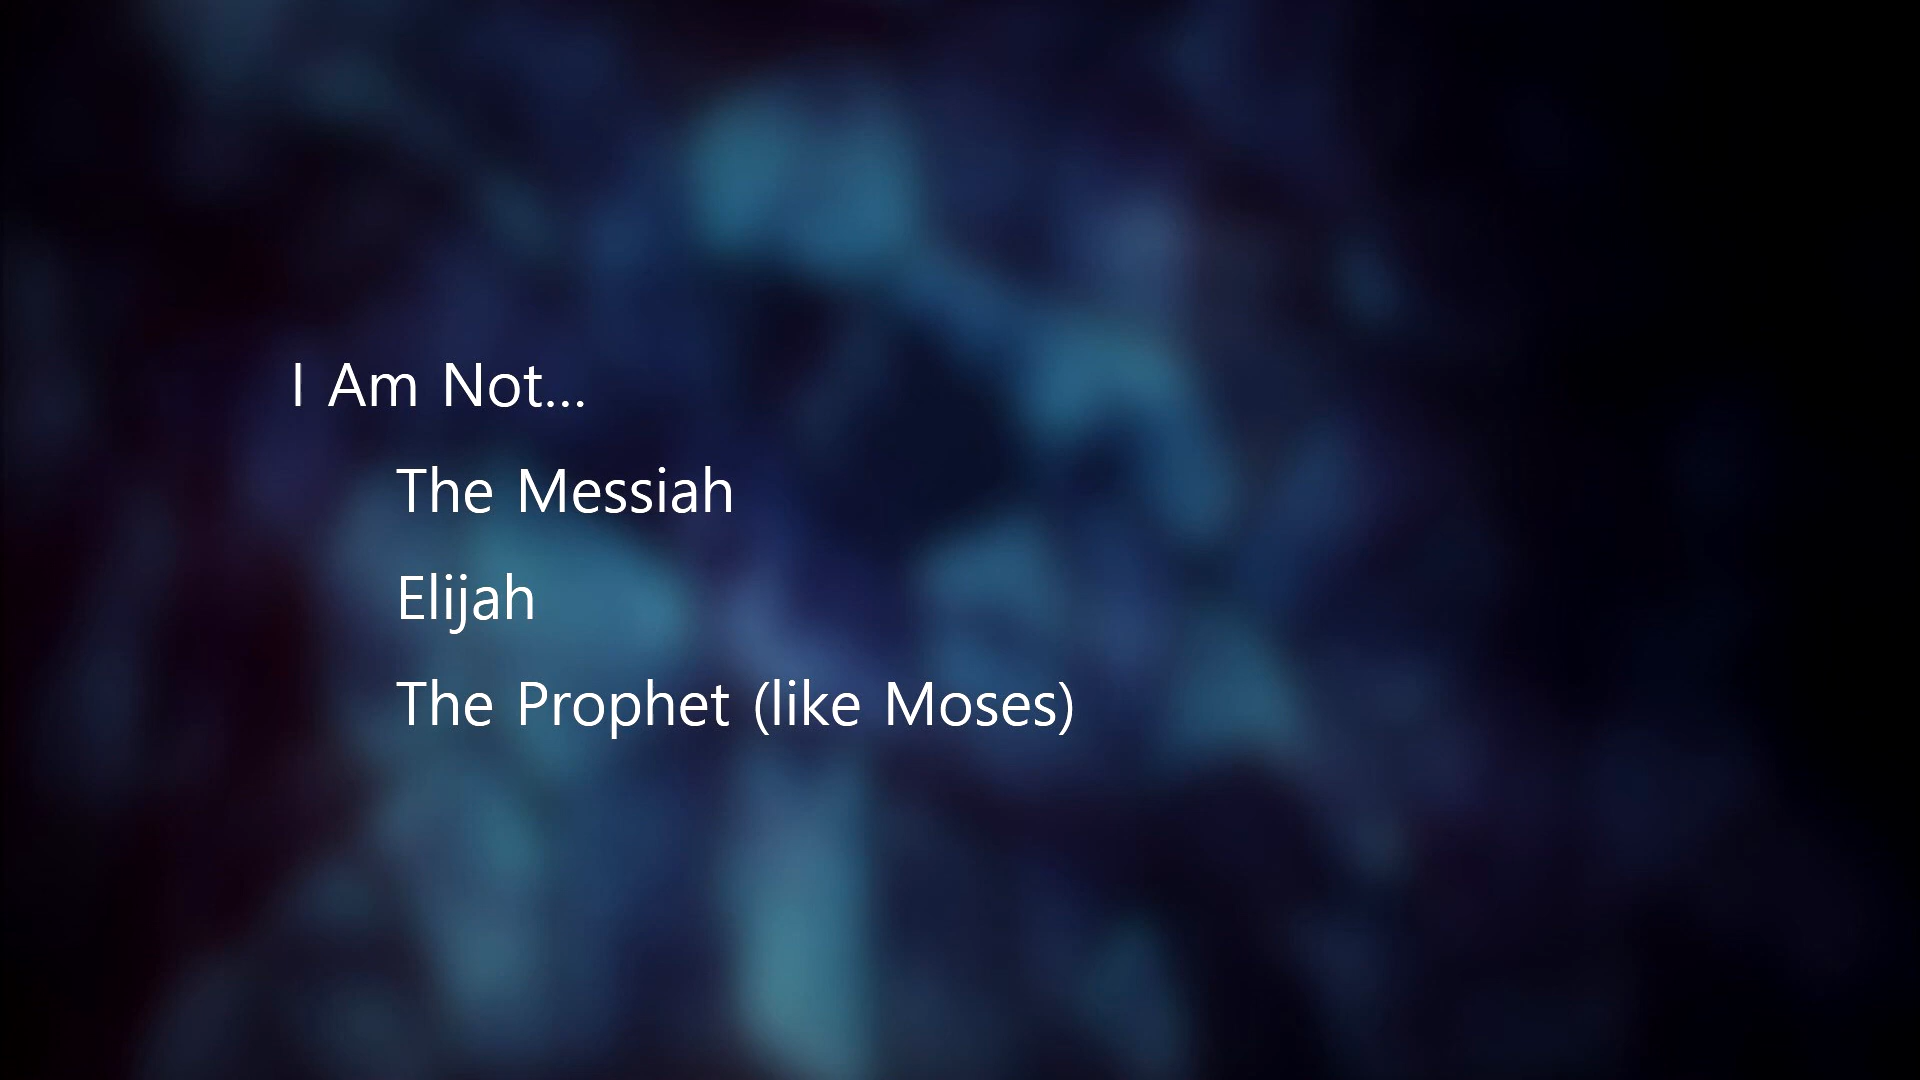 I Am Not...
The Messiah
Elijah
The Prophet (like Moses)